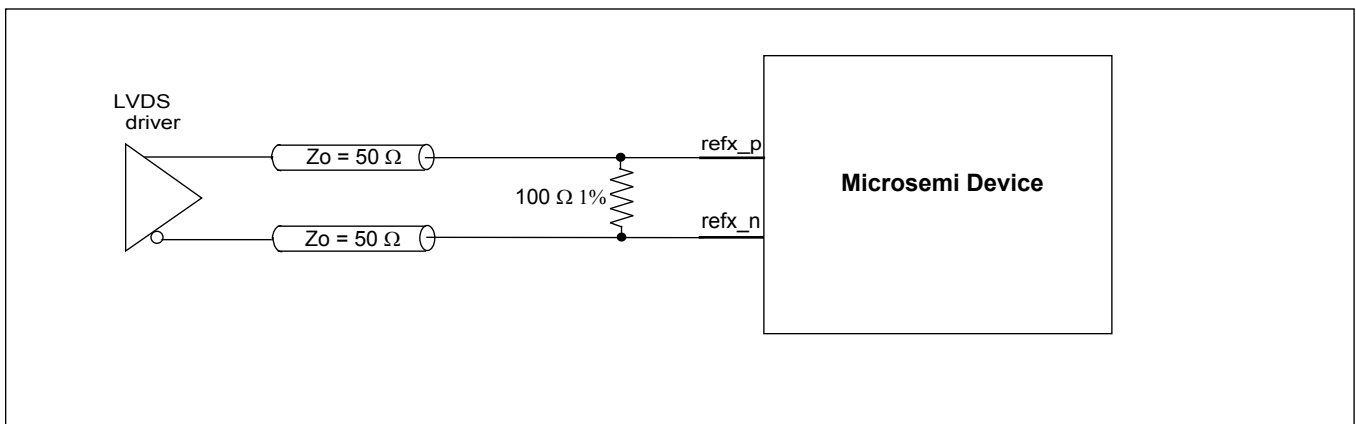 LVDS
driver
Zo = 50 Ω
refx_p
100 Ω 1%
Microsemi Device
refx_n
Zo = 50 Ω